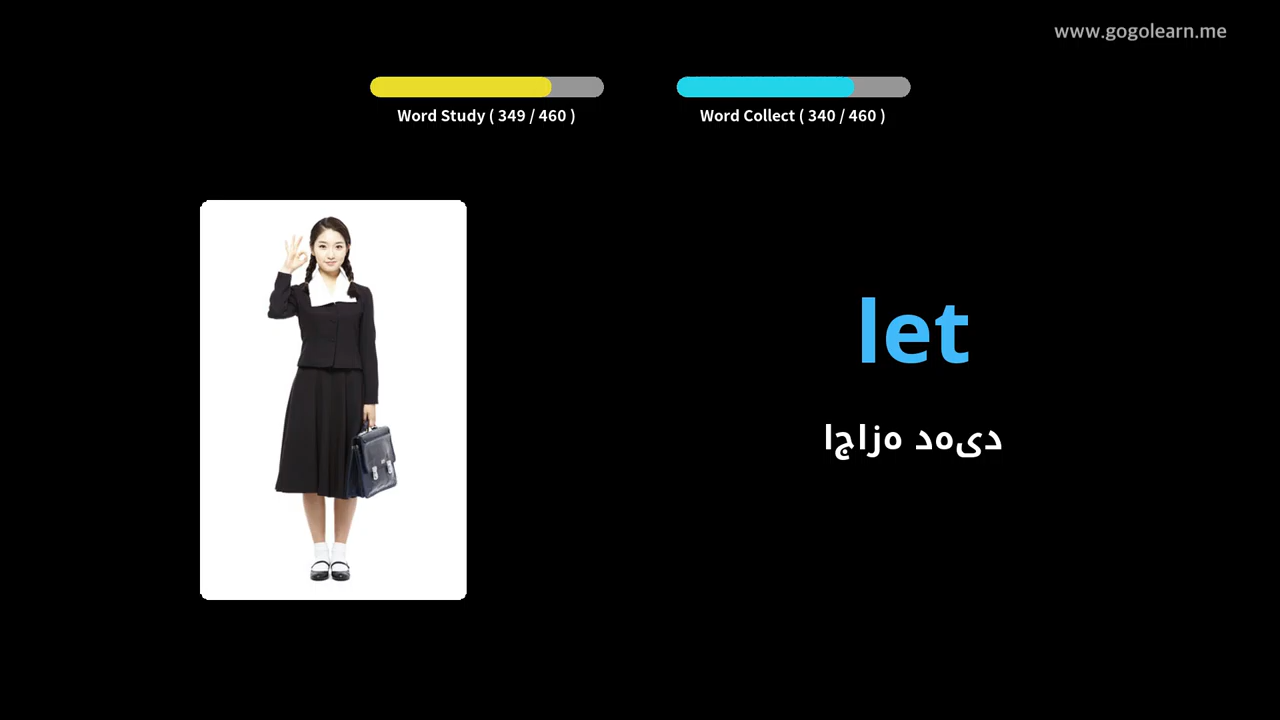 www.gogolearn.me
Word Study ( 349 / 460 )
Word Collect ( 340 / 460 )
let
اجازه دهید